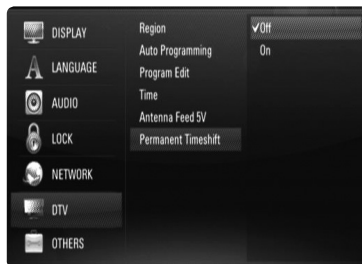 DISPLAY
LANGUAGE
AUDIO
LOCK
NETWORK
DTV
OTHERS
Region
Auto Programming
Program Edit
Time
Antenna Feed 5V
Permanent Timeshift
✓Off
On